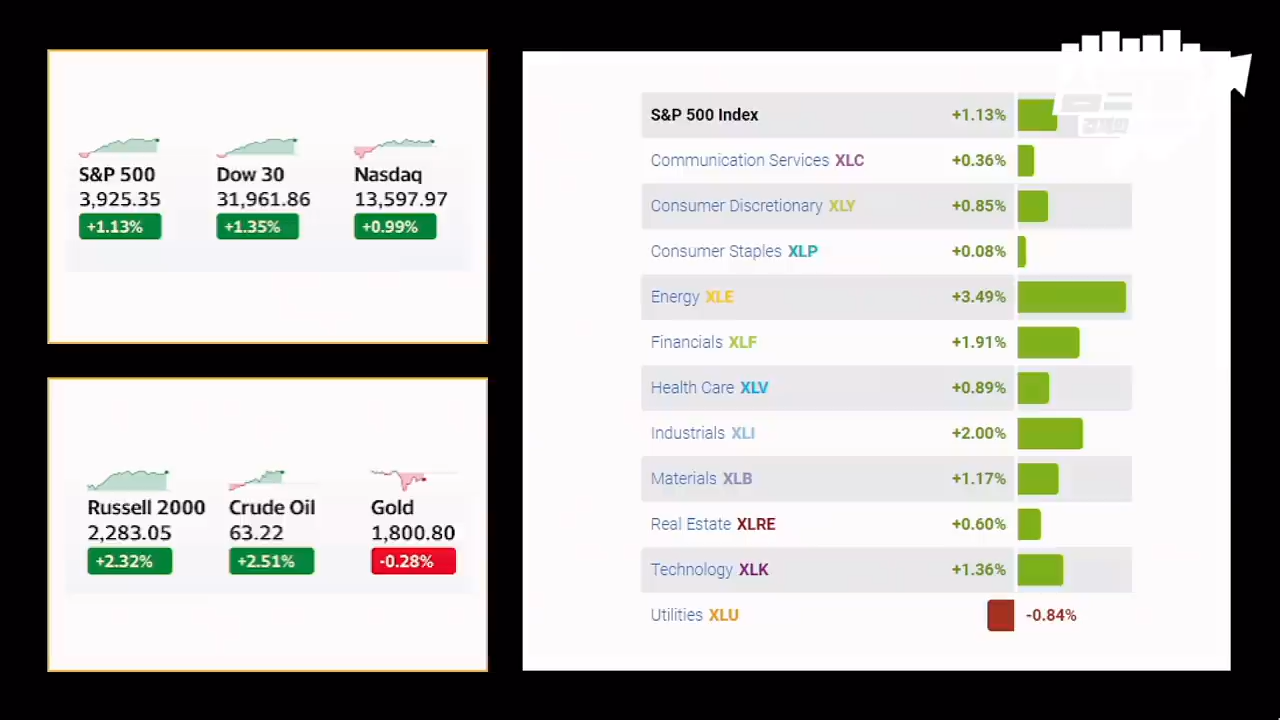 S&P 500 Dow 30 Nasdaq
3,925.35 31,961.86 13,597.97
+1.13% +1.35% +0.99%
Russell 2000 Crude Oil Gold
2,283.05 63.22 1,800.80
+2.32% +2.51% -0.28%
S&P 500 Index +1.13%
Communication Services XLC +0.36%
Consumer Discretionary XLY +0.85%
Consumer Staples XLP +0.08%
Energy XLE +3.49%
Financials XLF +1.91%
Health Care XLV +0.89%
Industrials XLI +2.00%
Materials XLB +1.17%
Real Estate XLRE +0.60%
Technology XLK +1.36%
Utilities XLU -0.84%